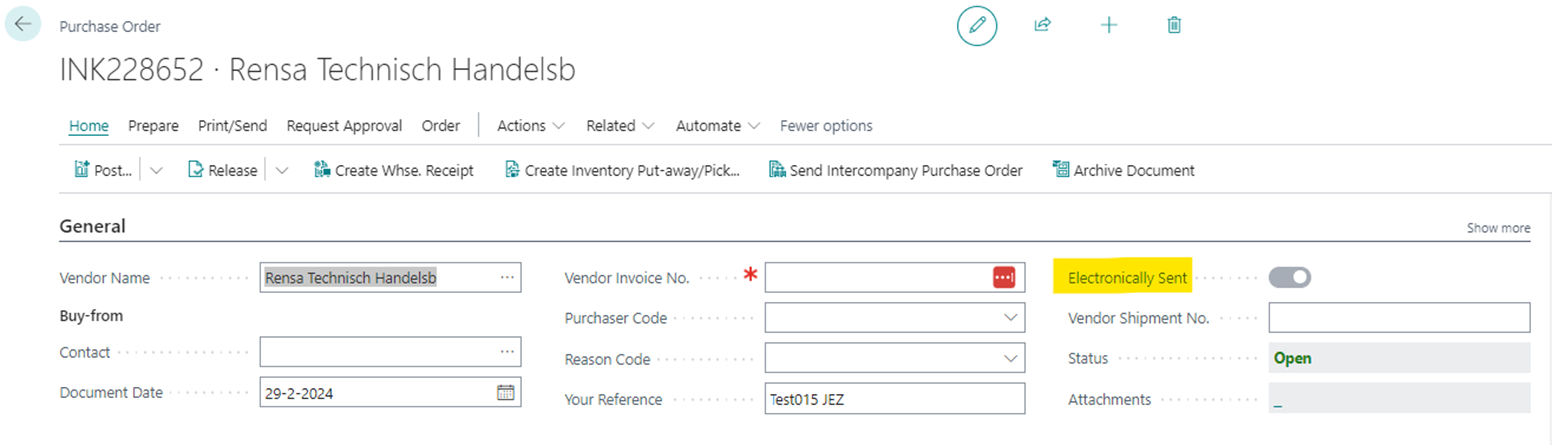 Purchase Order
INK228652 · Rensa Technisch Handelsb
Home Prepare Print/Send Request Approval Order Actions Related Automate Fewer options
Post... Release Create Whse. Receipt Create Inventory Put-away/Pick... Send Intercompany Purchase Order Archive Document
General Show more
Vendor Name Rensa Technisch Handelsb ...
Buy-from
Contact ...
Document Date 29-2-2024
Vendor Invoice No. *
Purchaser Code
Reason Code
Your Reference Test015 JEZ
Electronically Sent
Vendor Shipment No.
Status Open
Attachments _